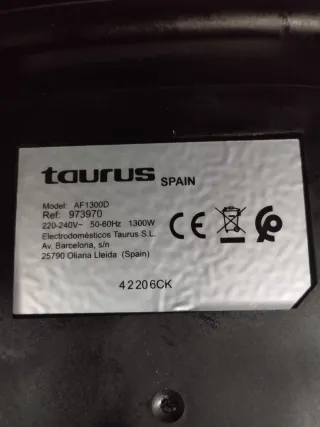 taurus SPAIN
Model: AF1300D
Ref: 973970
220-240V~ 50-60Hz 1300W
Electrodomésticos Taurus S.L.
Av. Barcelona, s/n
25790 Oliana Lleida (Spain)
42206CK